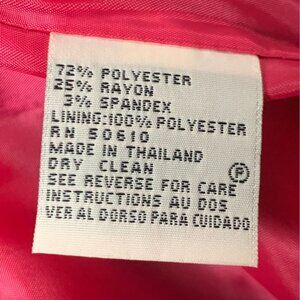 72% POLYESTER
25% RAYON
3% SPANDEX
LINING:100% POLYESTER
RN 50610
MADE IN THAILAND
DRY CLEAN Ⓟ
SEE REVERSE FOR CARE
INSTRUCTIONS AU DOS
VER AL DORSO PARA CUIDADO